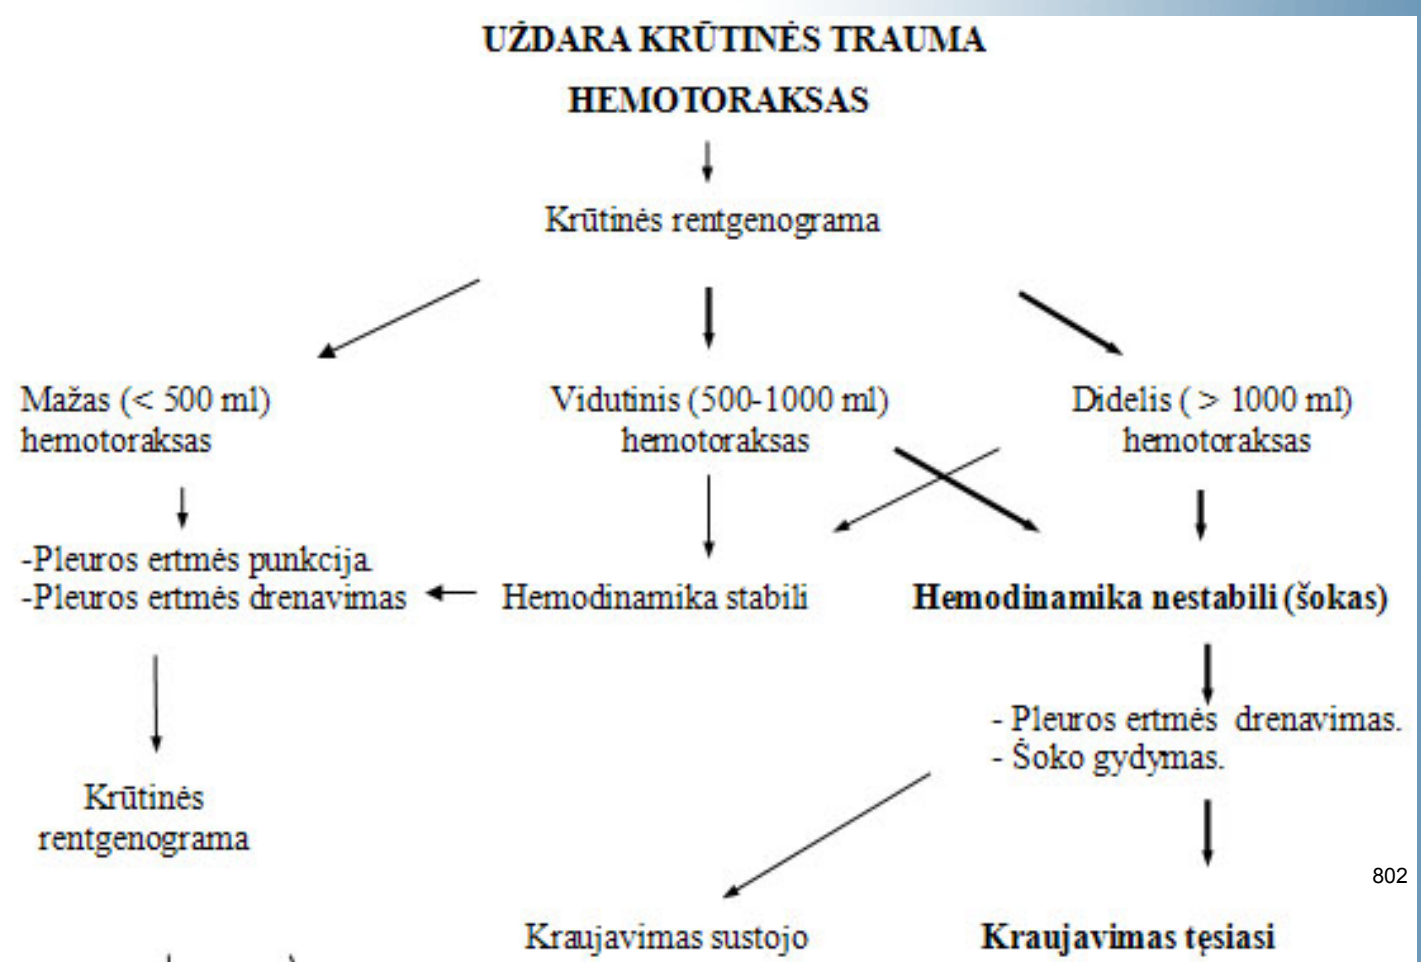 UŽDARA KRŪTINĖS TRAUMA
HEMOTORAKSAS
Krūtinės rentgenograma
Mažas (< 500 ml)
hemotoraksas
Vidutinis (500-1000 ml)
hemotoraksas
Didelis ( > 1000 ml)
hemotoraksas
-Pleuros ertmės punkcija.
-Pleuros ertmės drenavimas
Hemodinamika stabili
Hemodinamika nestabili (šokas)
- Pleuros ertmės drenavimas.
- Šoko gydymas.
Krūtinės
rentgenograma
802
Kraujavimas sustojo
Kraujavimas tęsiasi